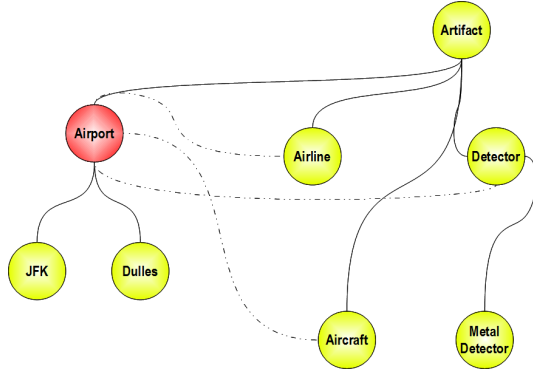 Artifact
Airport
Airline
Detector
JFK
Dulles
Aircraft
Metal
Detector